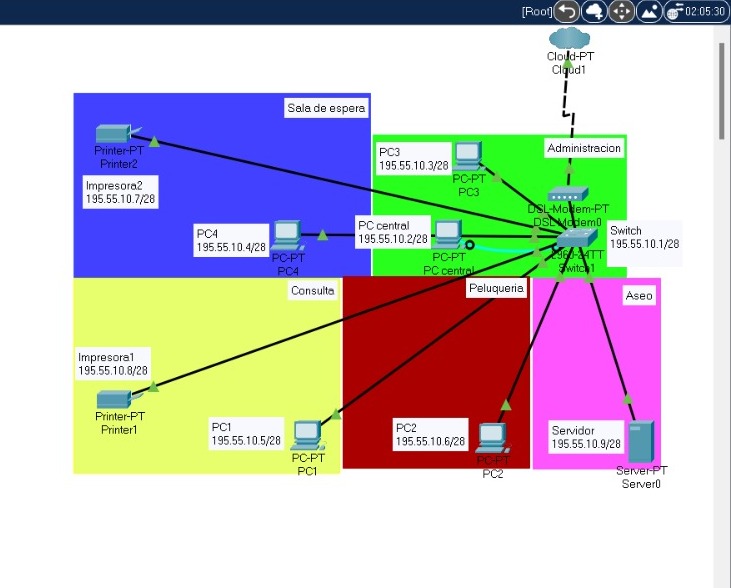 [Root]
02:05:30
Cloud-PT
Cloud1
Sala de espera
Printer-PT
Printer2
Impresora2
195.55.10.7/28
PC3
195.55.10.3/28
PC-PT
PC3
Administracion
DSL-Modem-PT
DSL-Modem0
PC4
195.55.10.4/28
PC-PT
PC4
PC central
195.55.10.2/28
PC-PT
PC central
Switch
195.55.10.1/28
2960-24TT
Switch1
Consulta
Peluqueria
Aseo
Impresora1
195.55.10.8/28
Printer-PT
Printer1
PC1
195.55.10.5/28
PC-PT
PC1
PC2
195.55.10.6/28
PC-PT
PC2
Servidor
195.55.10.9/28
Server-PT
Server0